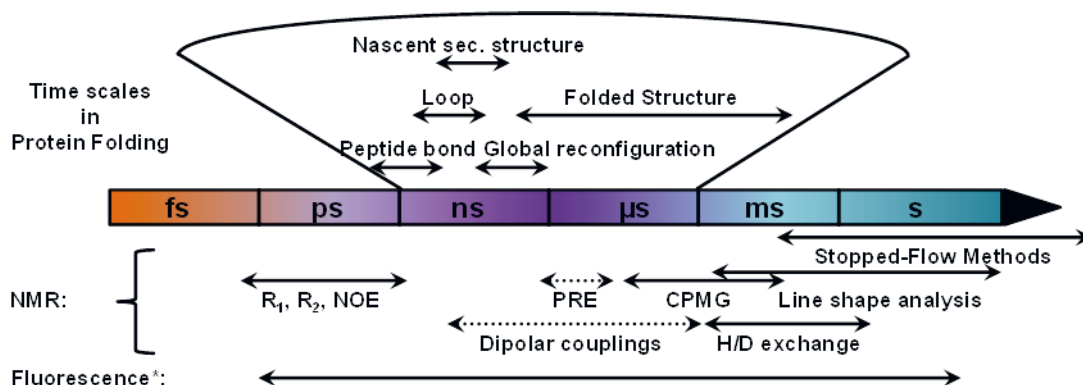 Nascent sec. structure
Time scales
in
Protein Folding
Loop
Folded Structure
Peptide bond
Global reconfiguration
fs
ps
ns
µs
ms
s
Stopped-Flow Methods
NMR:
R1, R2, NOE
PRE
CPMG
Line shape analysis
Dipolar couplings
H/D exchange
Fluorescence*: